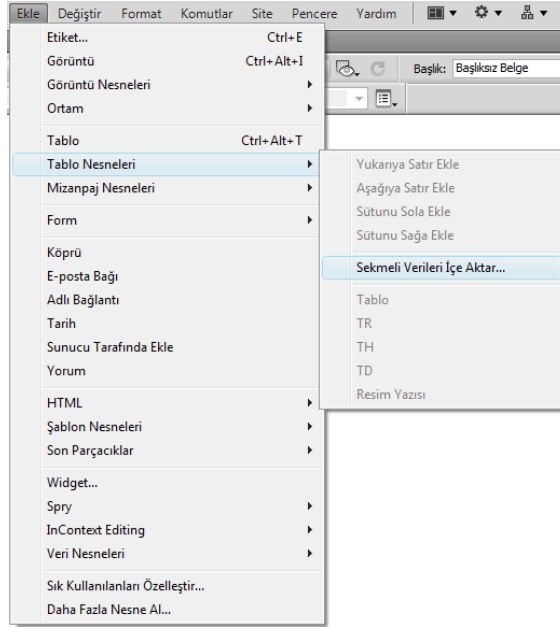 Ekle Değiştir Format Komutlar Site Pencere Yardım
Başlık: Başlıksız Belge
Etiket... Ctrl+E
Görüntü Ctrl+Alt+I
Görüntü Nesneleri
Ortam
Tablo Ctrl+Alt+T
Tablo Nesneleri
Mizanpaj Nesneleri
Form
Köprü
E-posta Bağı
Adlı Bağlantı
Tarih
Sunucu Tarafında Ekle
Yorum
HTML
Şablon Nesneleri
Son Parçacıklar
Widget...
Spry
InContext Editing
Veri Nesneleri
Sık Kullanılanları Özelleştir...
Daha Fazla Nesne Al...
Yukarıya Satır Ekle
Aşağıya Satır Ekle
Sütunu Sola Ekle
Sütunu Sağa Ekle
Sekmeli Verileri İçe Aktar...
Tablo
TR
TH
TD
Resim Yazısı